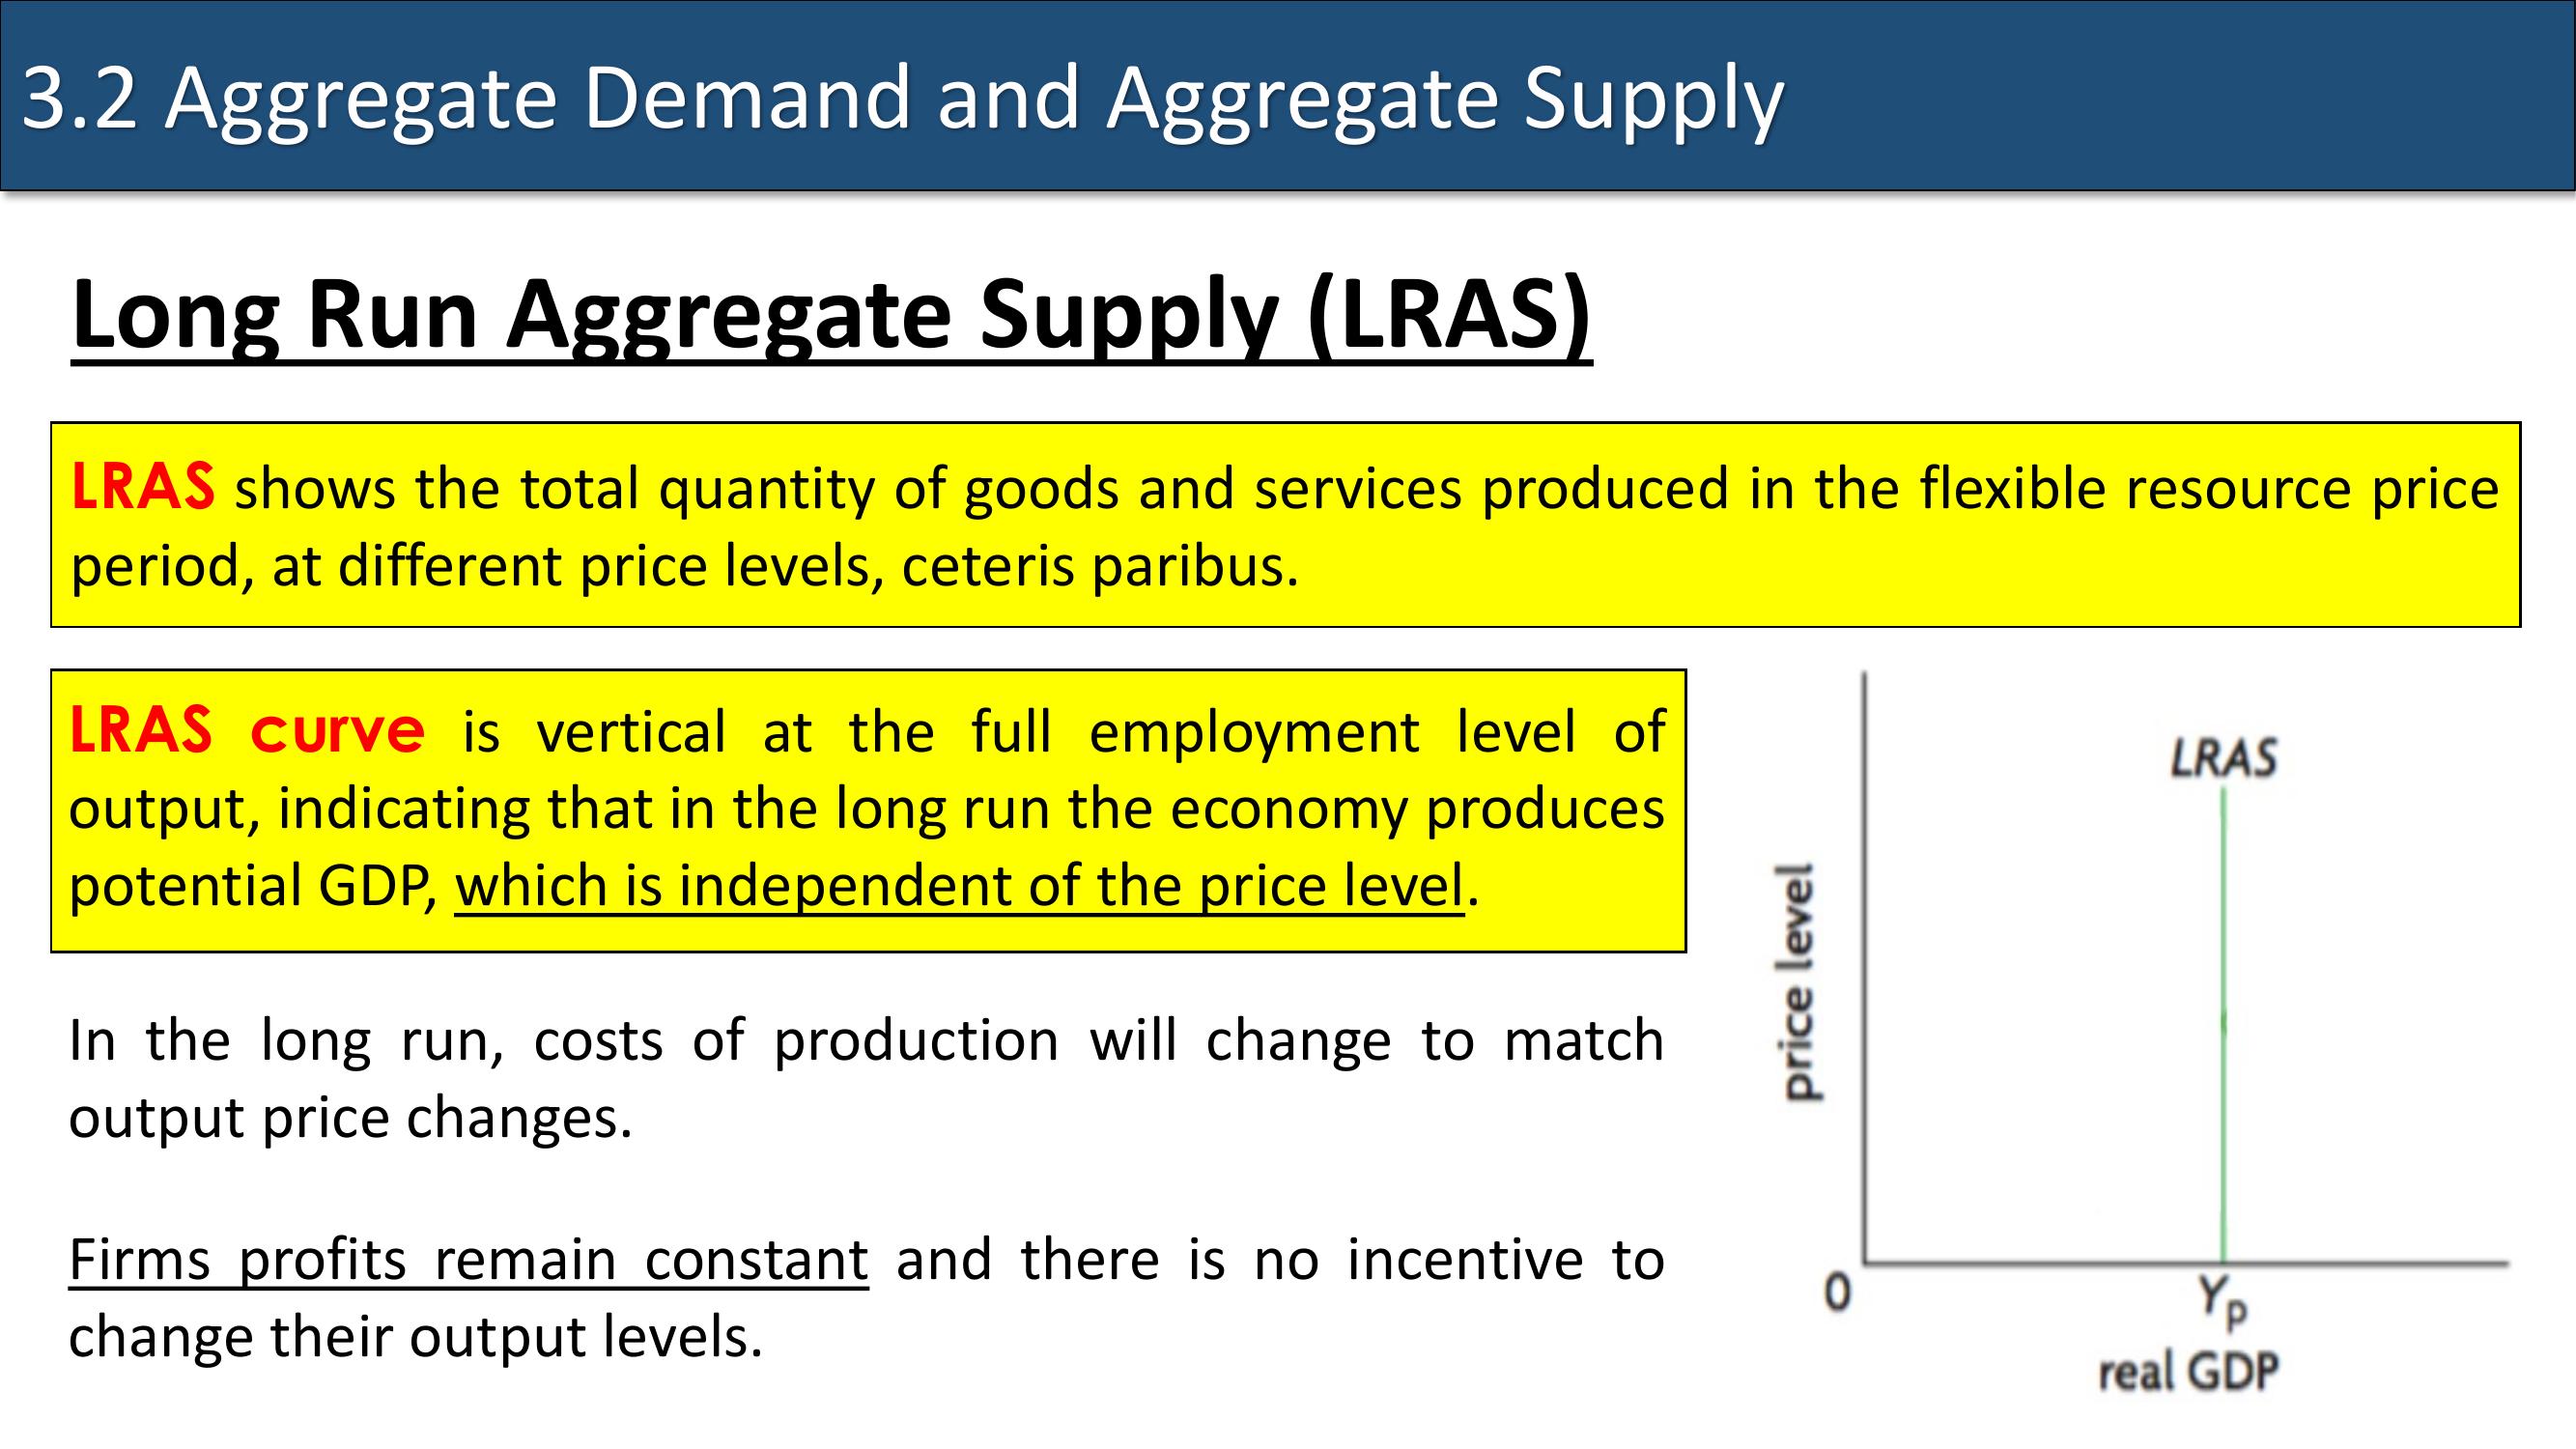 3.2 Aggregate Demand and Aggregate Supply
Long Run Aggregate Supply (LRAS)
LRAS shows the total quantity of goods and services produced in the flexible resource price
period, at different price levels, ceteris paribus.
LRAS curve is vertical at the full employment level of
output, indicating that in the long run the economy produces
potential GDP, which is independent of the price level.
In the long run, costs of production will change to match
output price changes.
Firms profits remain constant and there is no incentive to
change their output levels.
LRAS
price level
0
Yp
real GDP